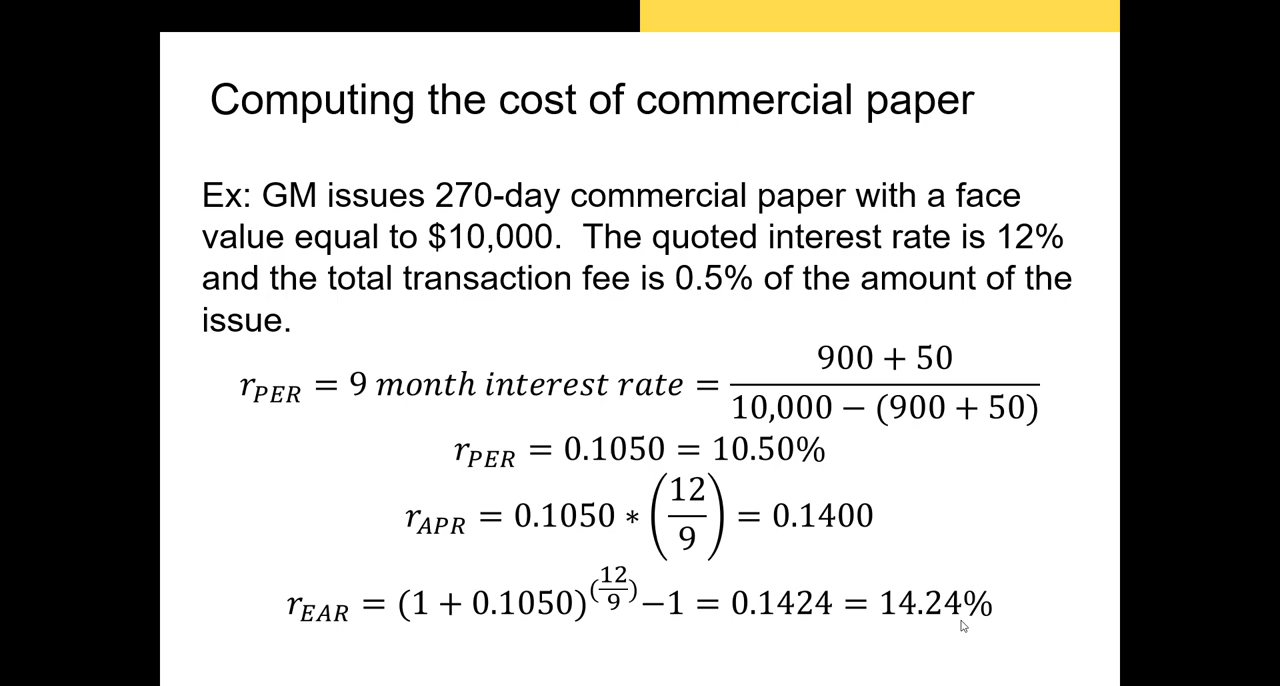 Computing the cost of commercial paper
Ex: GM issues 270-day commercial paper with a face
value equal to $10,000.  The quoted interest rate is 12%
and the total transaction fee is 0.5% of the amount of the
issue.
r_PER = 9 month interest rate = \frac{900 + 50}{10,000 − (900 + 50)}
r_PER = 0.1050 = 10.50%
r_APR = 0.1050 ∗ (\frac{12}{9}) = 0.1400
r_EAR = (1 + 0.1050)^{(\frac{12}{9})} −1 = 0.1424 = 14.24%